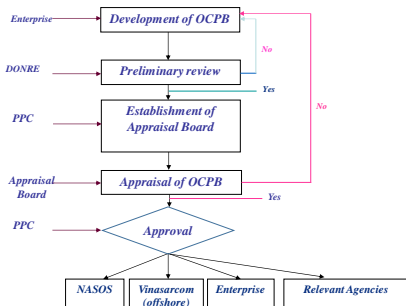 Enterprise
Development of OCPB
No
DONRE
Preliminary review
Yes
PPC
Establishment of
Appraisal Board
No
Appraisal
Board
Appraisal of OCPB
Yes
PPC
Approval
NASOS
Vinasarcom
(offshore)
Enterprise
Relevant Agencies